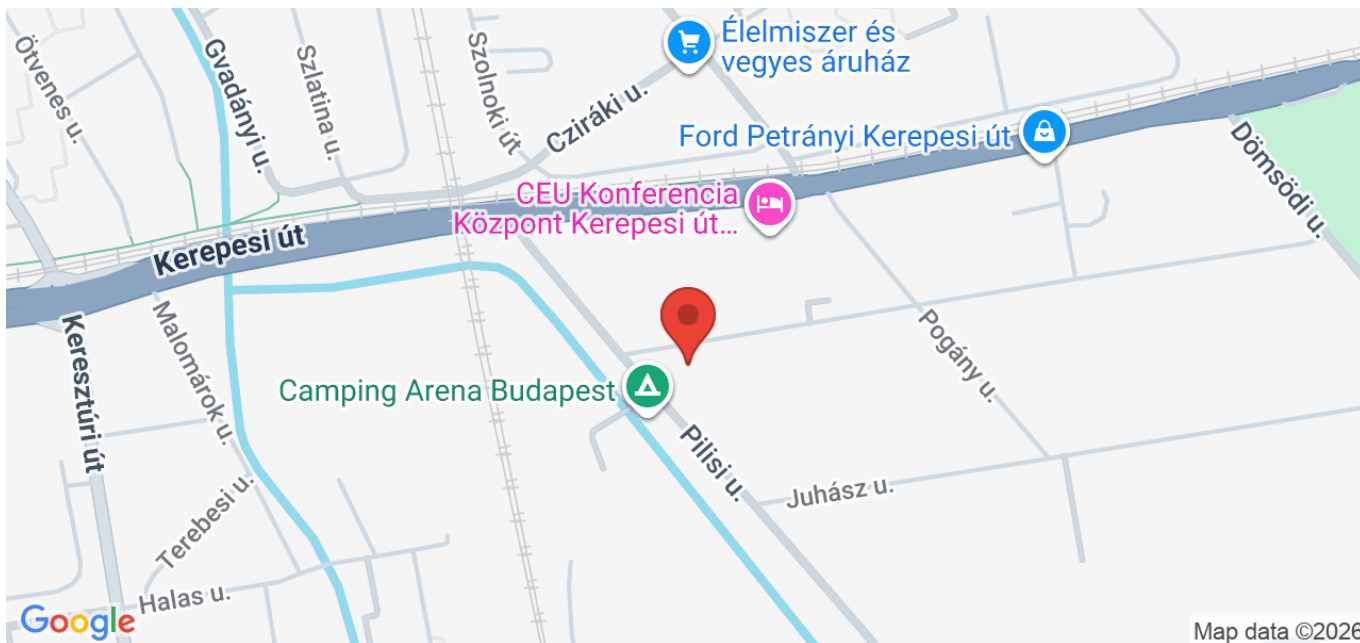 Ötvenes u.
Gvadányi u.
Szlatina u.
Szolnoki út
Cziráki u.
Élelmiszer és
vegyes áruház
Ford Petrányi Kerepesi út
Dömsödi u.
CEU Konferencia
Központ Kerepesi út...
Kerepesi út
Keresztúri út
Malomárok u.
Pogány u.
Camping Arena Budapest
Pilisi u.
Juhász u.
Terebesi u.
Halas u.
Google
Map data ©2026